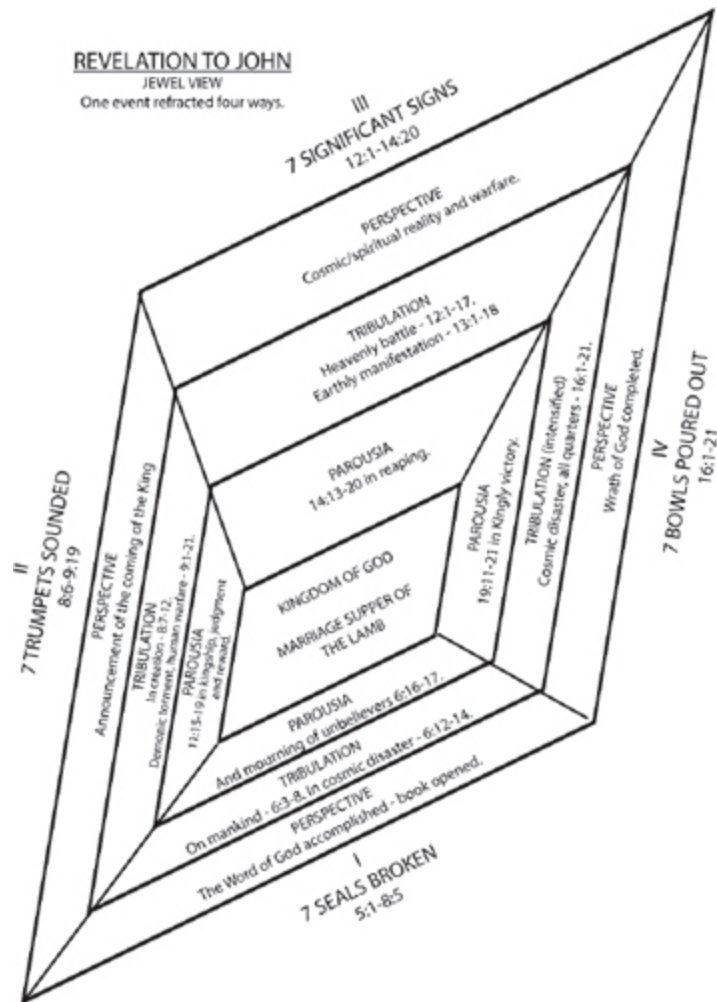 REVELATION TO JOHN
JEWEL VIEW
One event refracted four ways.
III
7 SIGNIFICANT SIGNS
12:1-14:20
PERSPECTIVE
Cosmic/spiritual reality and warfare.
TRIBULATION
Heavenly battle - 12:1-17.
Earthly manifestation - 13:1-18
PAROUSIA
14:13-20 in reaping.
KINGDOM OF GOD
MARRIAGE SUPPER OF
THE LAMB
II
7 TRUMPETS SOUNDED
8:6-9:19
PERSPECTIVE
Announcement of the coming of the King
TRIBULATION
In creation - 8:7-12.
Demonic torment, human warfare - 9:1-21.
PAROUSIA
11:15-19 in kingship, judgment
and reward.
PAROUSIA
19:11-21 in Kingly victory.
TRIBULATION (intensified)
Cosmic disaster, all quarters - 16:1-21.
PERSPECTIVE
Wrath of God completed.
IV
7 BOWLS POURED OUT
16:1-21
PAROUSIA
And mourning of unbelievers 6:16-17.
TRIBULATION
On mankind - 6:3-8. In cosmic disaster - 6:12-14.
PERSPECTIVE
The Word of God accomplished - book opened.
I
7 SEALS BROKEN
5:1-8:5